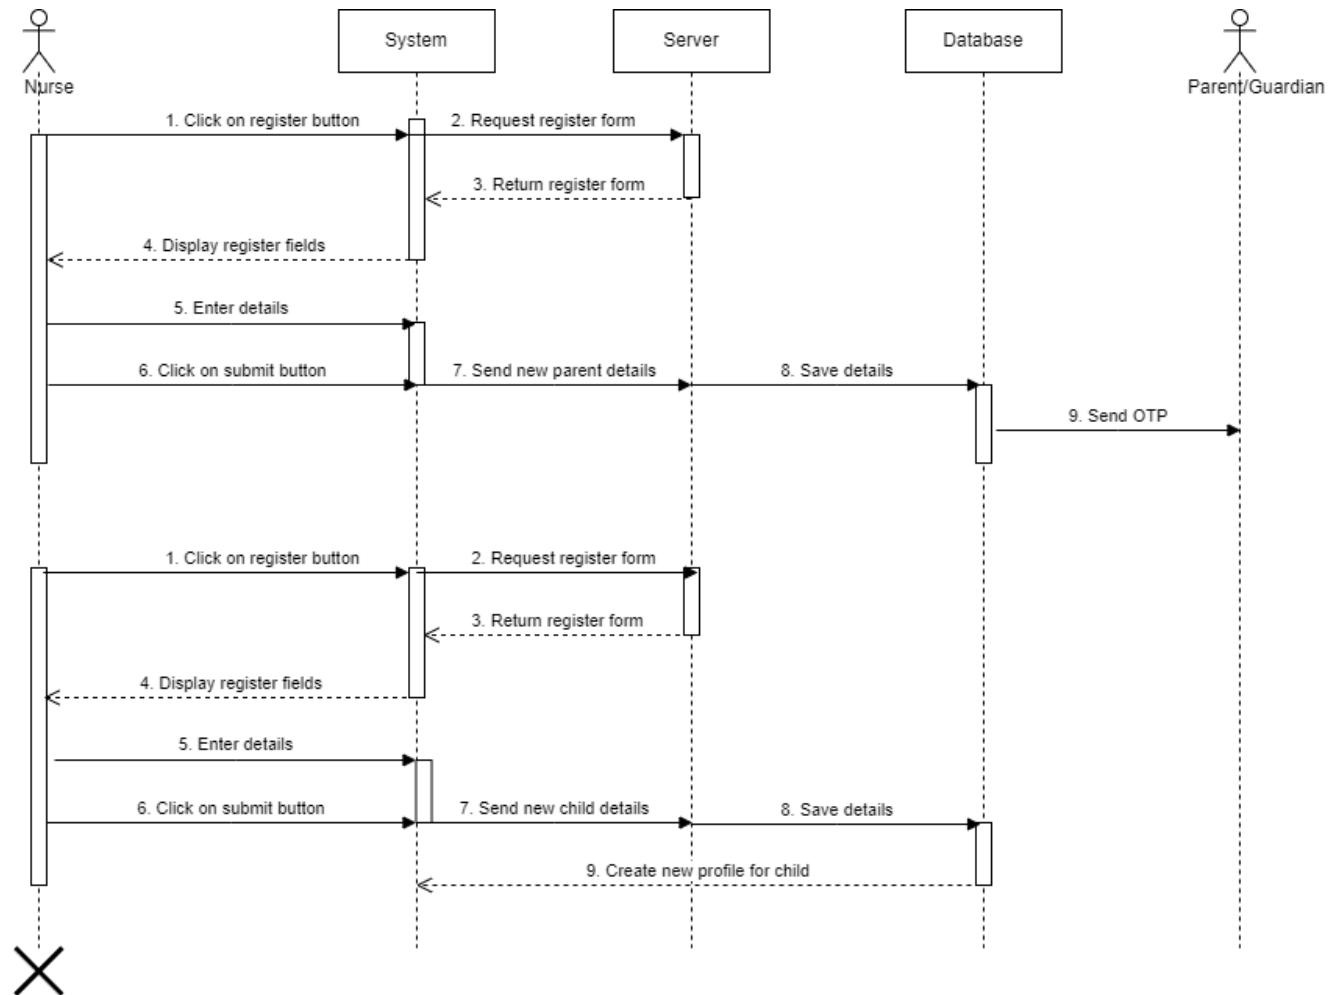 System
Server
Database
Nurse
Parent/Guardian
1. Click on register button
2. Request register form
3. Return register form
4. Display register fields
5. Enter details
6. Click on submit button
7. Send new parent details
8. Save details
9. Send OTP
1. Click on register button
2. Request register form
3. Return register form
4. Display register fields
5. Enter details
6. Click on submit button
7. Send new child details
8. Save details
9. Create new profile for child